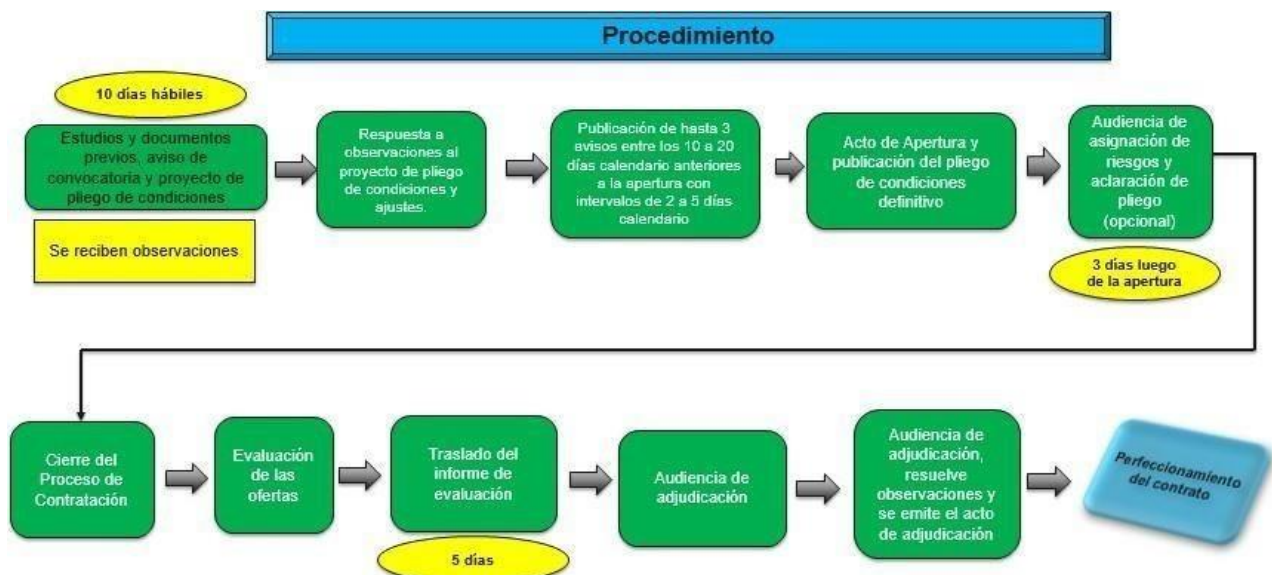 Procedimiento
10 días hábiles
Estudios y documentos
previos, aviso de
convocatoria y proyecto de
pliego de condiciones
Se reciben observaciones
Respuesta a
observaciones al
proyecto de pliego de
condiciones y
ajustes.
Publicación de hasta 3
avisos entre los 10 a 20
días calendario anteriores
a la apertura con
intervalos de 2 a 5 días
calendario
Acto de Apertura y
publicación del pliego
de condiciones
definitivo
Audiencia de
asignación de
riesgos y
aclaración de
pliego
(opcional)
3 días luego
de la apertura
Cierre del
Proceso de
Contratación
Evaluación
de las
ofertas
Traslado del
informe de
evaluación
5 días
Audiencia de
adjudicación
Audiencia de
adjudicación,
resuelve
observaciones y
se emite el acto
de adjudicación
Perfeccionamiento
del contrato